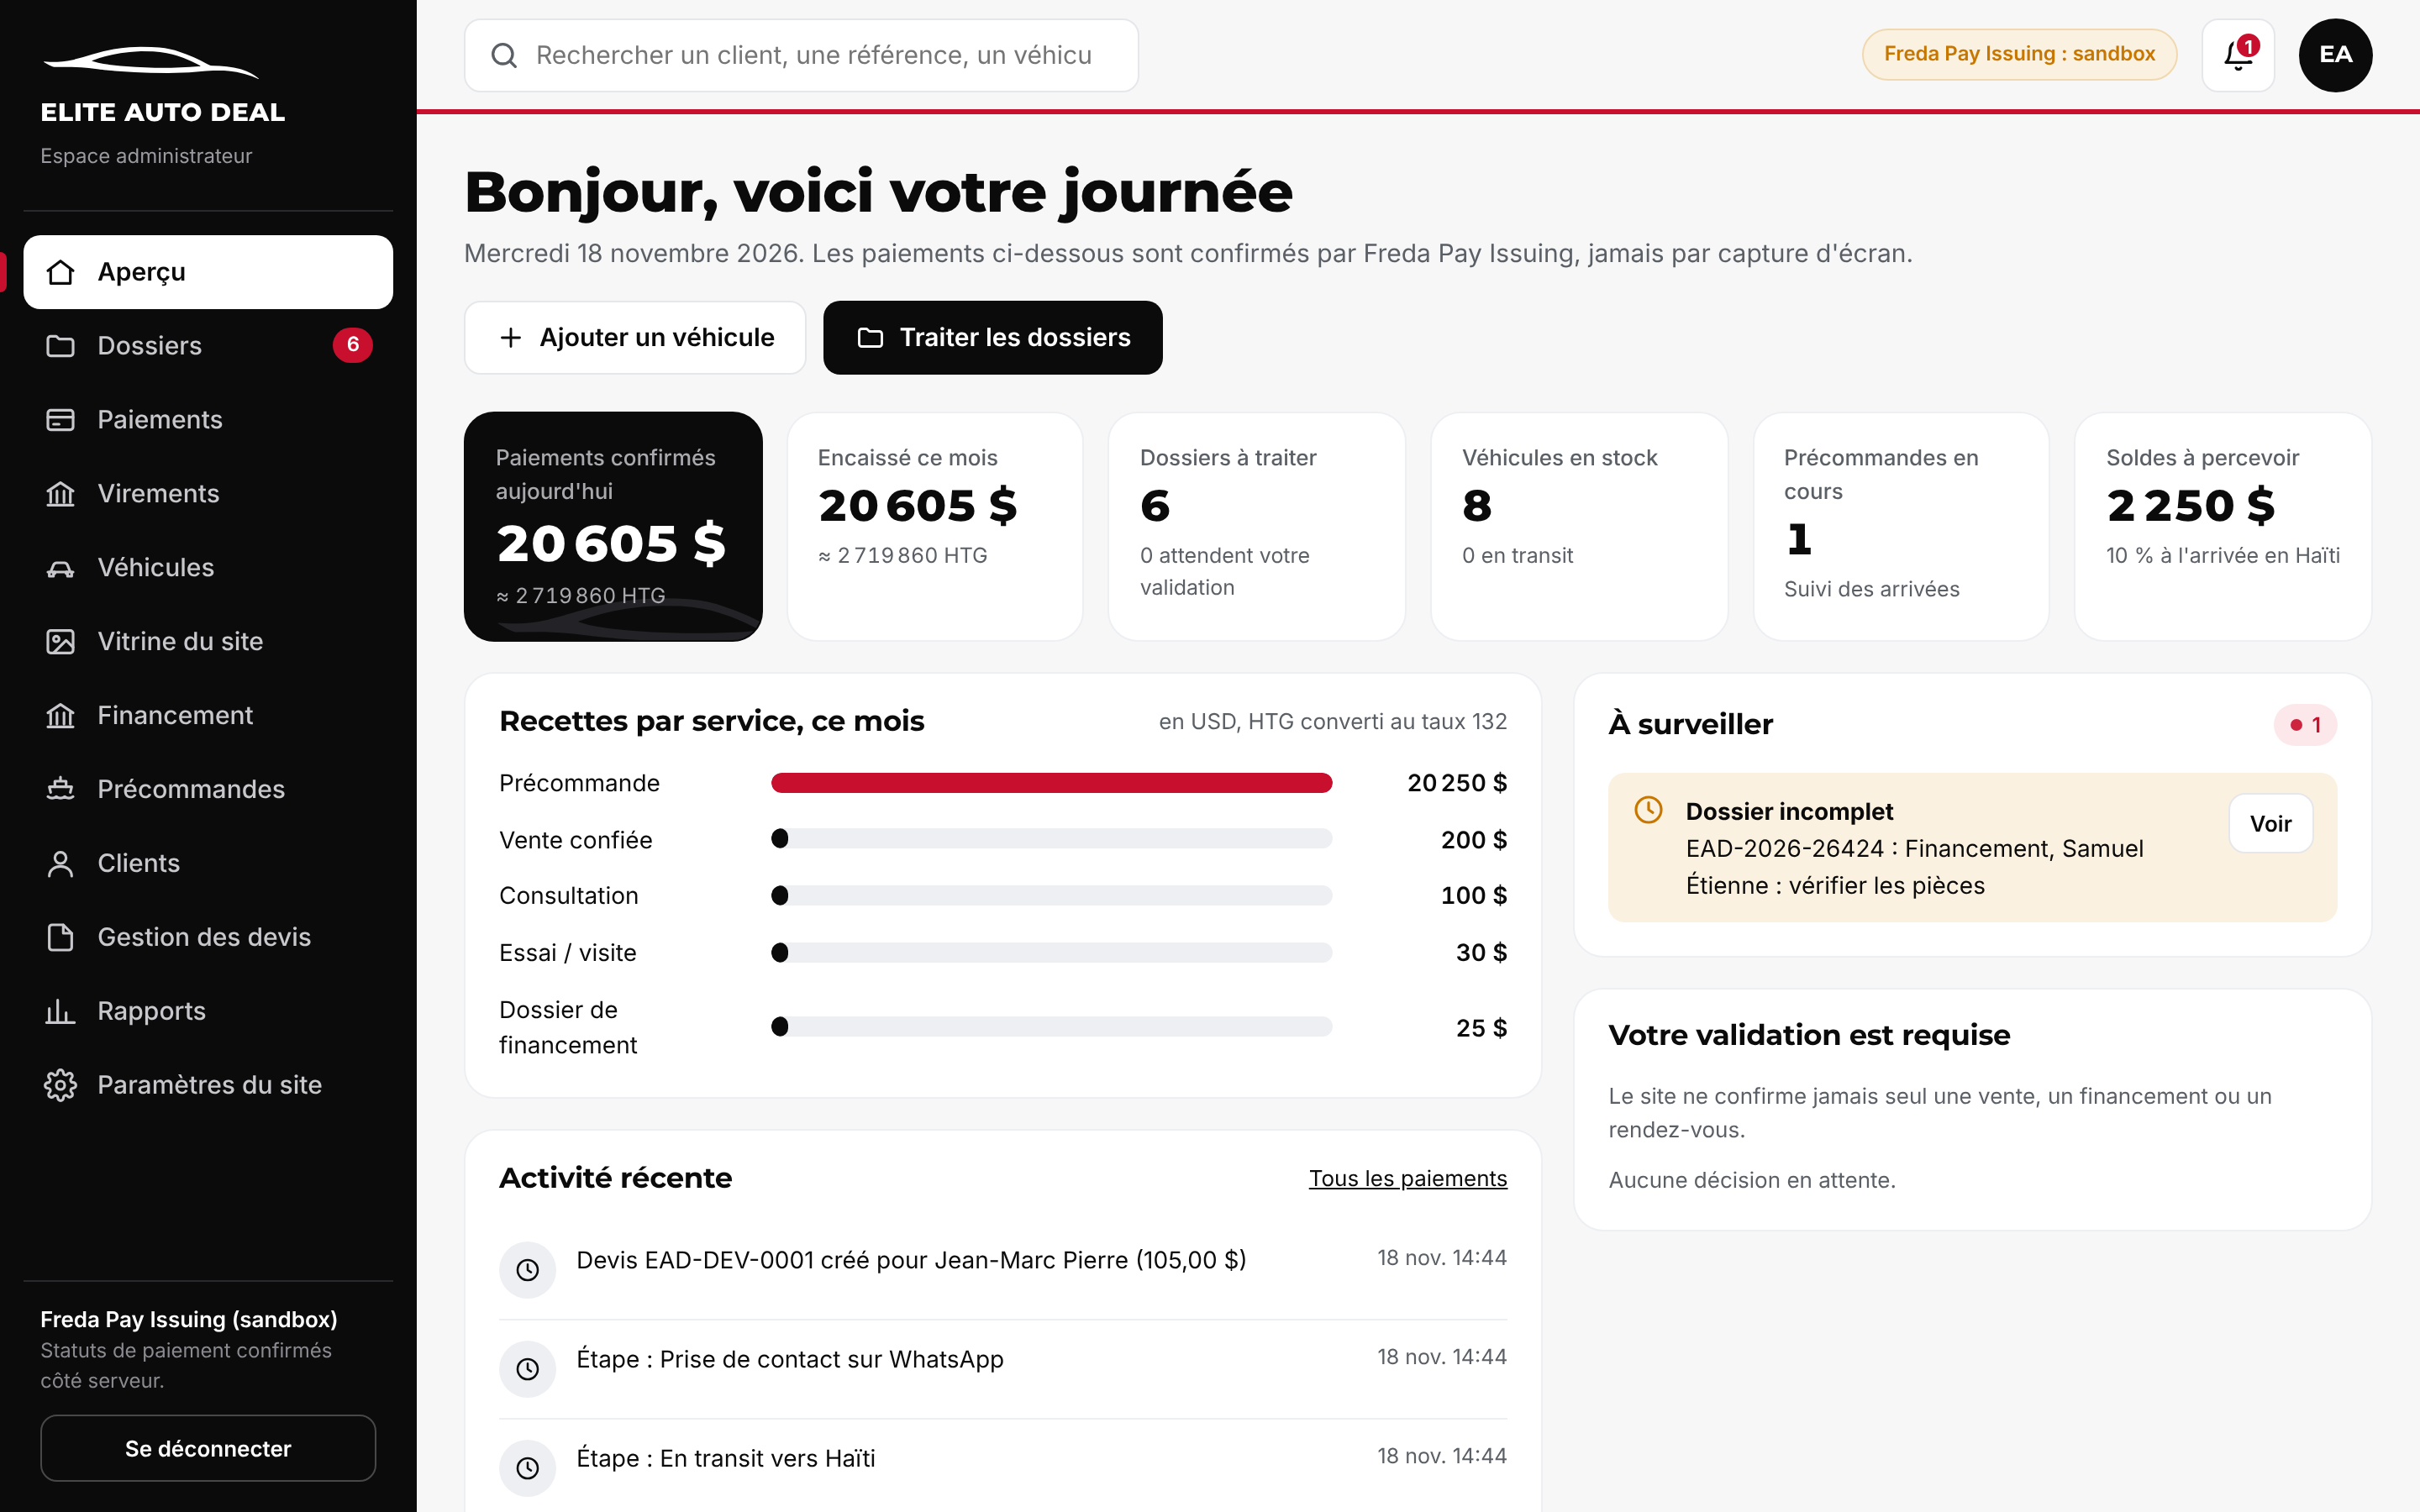 ELITE AUTO DEAL
Espace administrateur
Aperçu
Dossiers 6
Paiements
Virements
Véhicules
Vitrine du site
Financement
Précommandes
Clients
Gestion des devis
Rapports
Paramètres du site
Freda Pay Issuing (sandbox)
Statuts de paiement confirmés
côté serveur.
Se déconnecter
Rechercher un client, une référence, un véhicu
Freda Pay Issuing : sandbox
1
EA
Bonjour, voici votre journée
Mercredi 18 novembre 2026. Les paiements ci-dessous sont confirmés par Freda Pay Issuing, jamais par capture d'écran.
Ajouter un véhicule
Traiter les dossiers
Paiements confirmés
aujourd'hui
20 605 $
≈ 2 719 860 HTG
Encaissé ce mois
20 605 $
≈ 2 719 860 HTG
Dossiers à traiter
6
0 attendent votre
validation
Véhicules en stock
8
0 en transit
Précommandes en
cours
1
Suivi des arrivées
Soldes à percevoir
2 250 $
10 % à l'arrivée en Haïti
Recettes par service, ce mois
en USD, HTG converti au taux 132
Précommande 20 250 $
Vente confiée 200 $
Consultation 100 $
Essai / visite 30 $
Dossier de
financement 25 $
Activité récente
Tous les paiements
Devis EAD-DEV-0001 créé pour Jean-Marc Pierre (105,00 $) 18 nov. 14:44
Étape : Prise de contact sur WhatsApp 18 nov. 14:44
Étape : En transit vers Haïti 18 nov. 14:44
À surveiller
1
Dossier incomplet
EAD-2026-26424 : Financement, Samuel
Étienne : vérifier les pièces
Voir
Votre validation est requise
Le site ne confirme jamais seul une vente, un financement ou un
rendez-vous.
Aucune décision en attente.